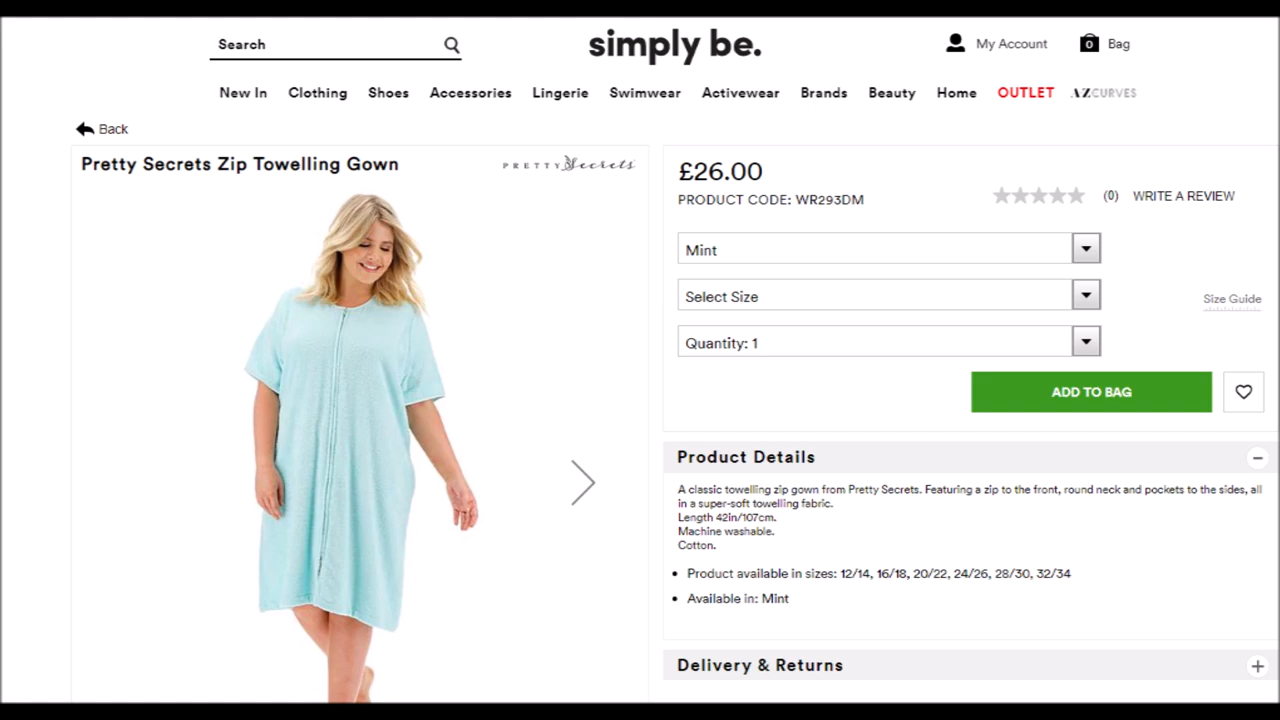 Search
simply be.
My Account
0
Bag
New In
Clothing
Shoes
Accessories
Lingerie
Swimwear
Activewear
Brands
Beauty
Home
OUTLET
AZCURVES
Back
Pretty Secrets Zip Towelling Gown
PRETTY Secrets
£26.00
PRODUCT CODE: WR293DM
(0)
WRITE A REVIEW
Mint
Select Size
Size Guide
Quantity: 1
ADD TO BAG
Product Details
A classic towelling zip gown from Pretty Secrets. Featuring a zip to the front, round neck and pockets to the sides, all
in a super-soft towelling fabric.
Length 42in/107cm.
Machine washable.
Cotton.
• Product available in sizes: 12/14, 16/18, 20/22, 24/26, 28/30, 32/34
• Available in: Mint
Delivery & Returns